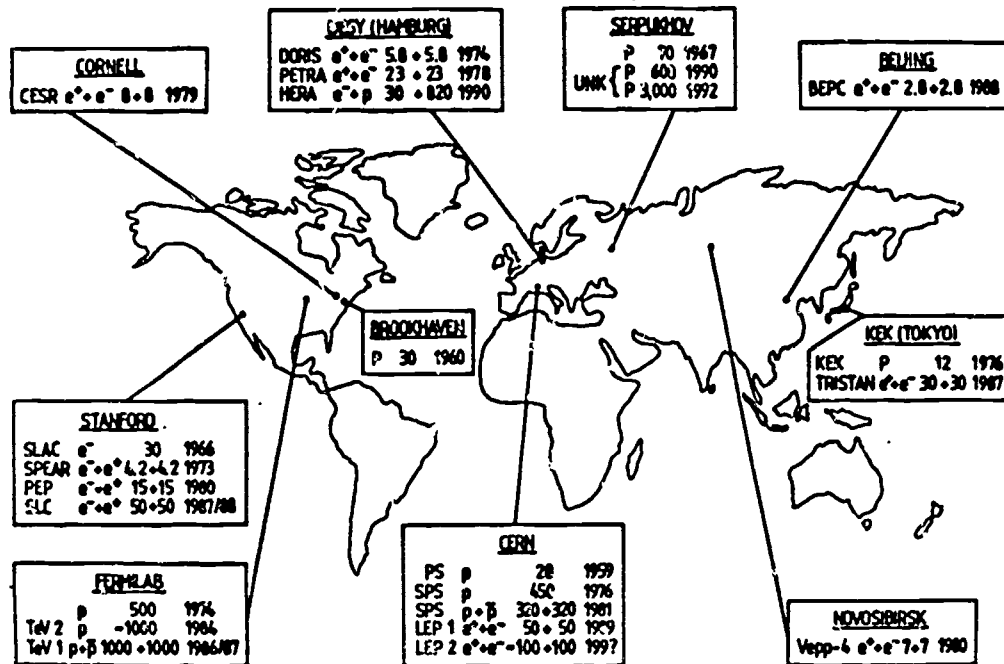 CORNELL
CESR e⁺+e⁻ 8+8 1979
DESY (HAMBURG)
DORIS e⁺+e⁻ 5.8+5.8 1974
PETRA e⁺+e⁻ 23+23 1978
HERA e⁻+p 30+820 1990
SERPUKHOV
P 70 1967
UNK { P 600 1990
P 3,000 1992
BEIJING
BEPC e⁺+e⁻ 2.8+2.8 1988
BROOKHAVEN
P 30 1960
KEK (TOKYO)
KEK P 12 1976
TRISTAN e⁺+e⁻ 30+30 1987
STANFORD
SLAC e⁻ 30 1966
SPEAR e⁻+e⁺ 4.2+4.2 1973
PEP e⁻+e⁺ 15+15 1980
SLC e⁻+e⁺ 50+50 1987/88
FERMILAB
p 500 1974
TeV 2 p ~1000 1984
TeV 1 p+p̄ 1000+1000 1986/87
CERN
PS p 28 1959
SPS p 450 1976
SPS p+p̄ 320+320 1981
LEP 1 e⁺+e⁻ 50+50 1989
LEP 2 e⁺+e⁻ ~100+100 199?
NOVOSIBIRSK
Vepp-4 e⁺+e⁻ 7+7 1980